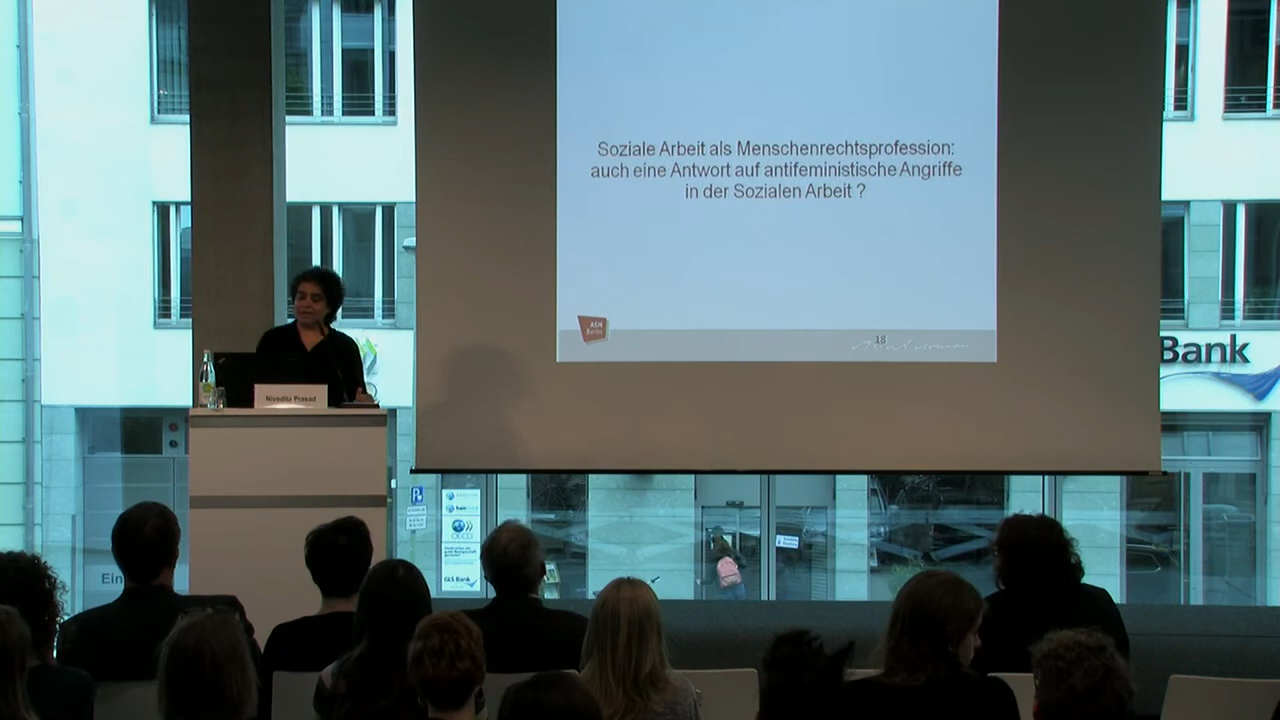 Soziale Arbeit als Menschenrechtsprofession:
auch eine Antwort auf antifeministische Angriffe
in der Sozialen Arbeit ?
ASH
Berlin
18
Nivedita Prasad
Bank
P
OECD
GLS Bank
Ein